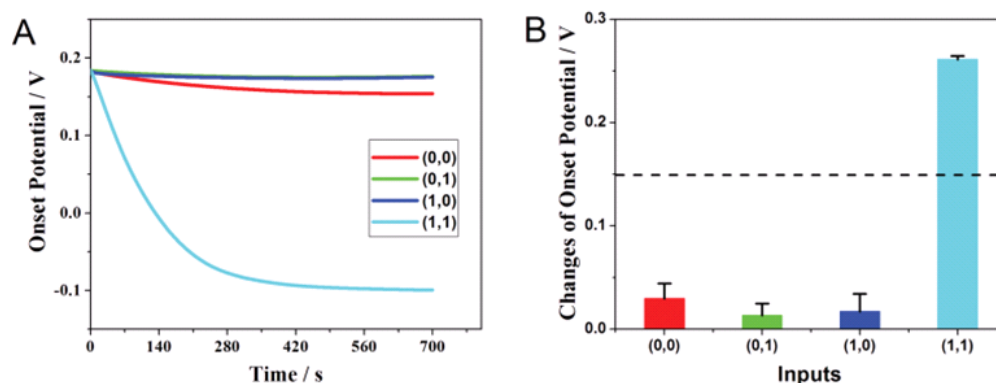 A
Onset Potential / V
0.2
0.1
0.0
-0.1
0 140 280 420 560 700
Time / s
(0,0)
(0,1)
(1,0)
(1,1)
B
Changes of Onset Potential / V
0.3
0.2
0.1
0.0
(0,0) (0,1) (1,0) (1,1)
Inputs